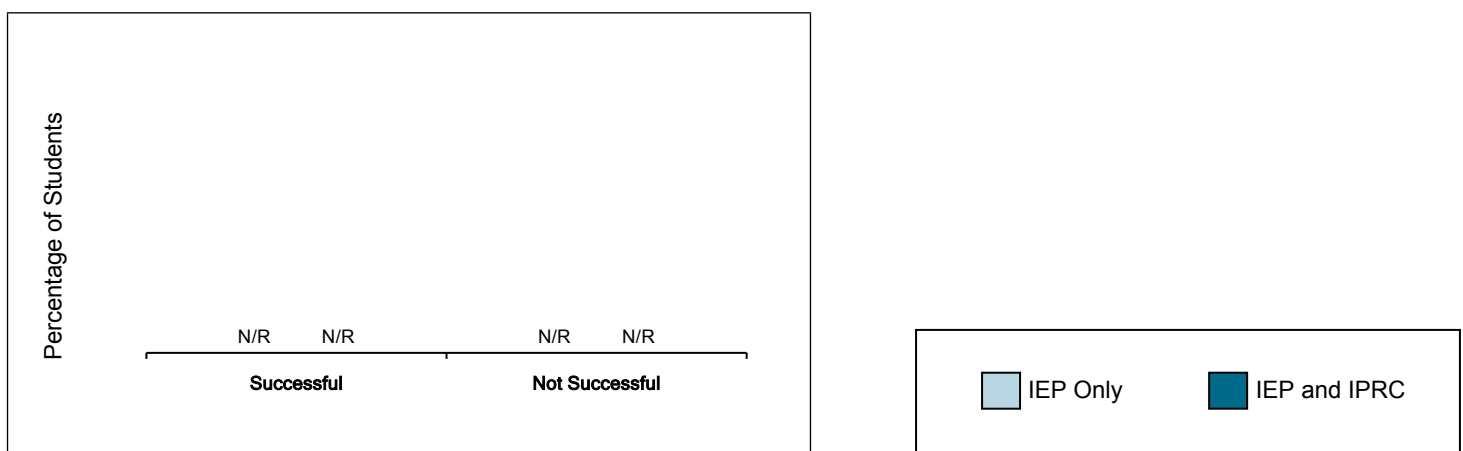 Percentage of Students
N/R N/R N/R N/R
Successful Not Successful
IEP Only IEP and IPRC